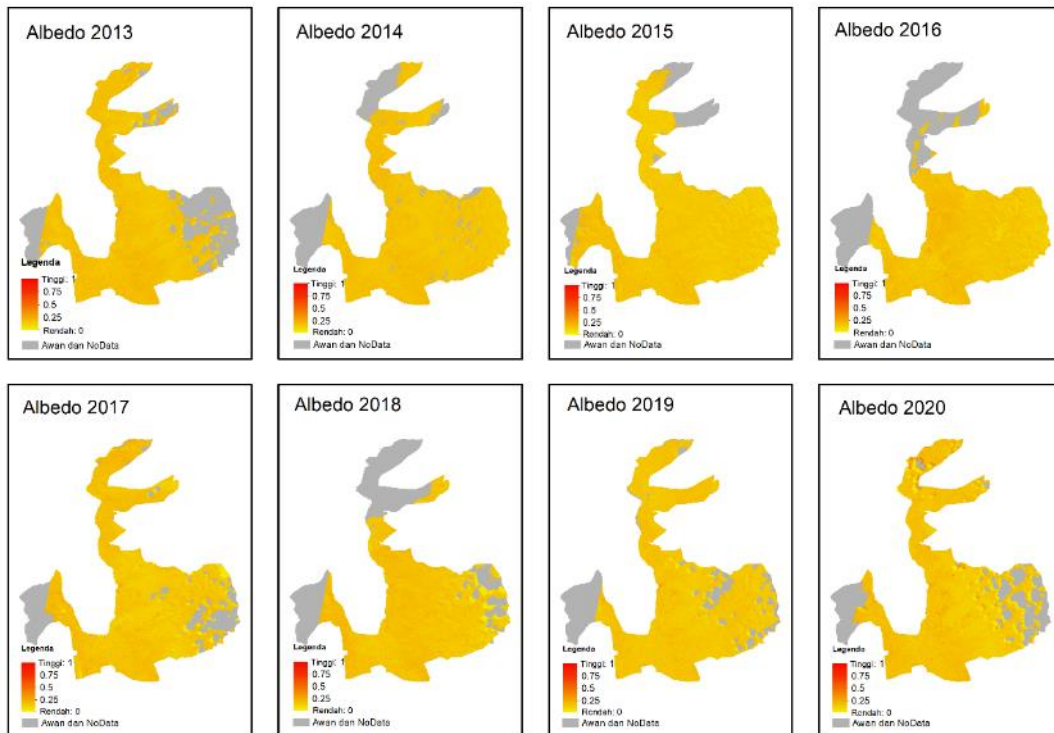 Albedo 2013
Legenda
Tinggi: 1
0.75
0.5
0.25
Rendah: 0
Awan dan NoData
Albedo 2014
Legenda
Tinggi: 1
0.75
0.5
0.25
Rendah: 0
Awan dan NoData
Albedo 2015
Legenda
Tinggi: 1
0.75
0.5
0.25
Rendah: 0
Awan dan NoData
Albedo 2016
Legenda
Tinggi: 1
0.75
0.5
0.25
Rendah: 0
Awan dan NoData
Albedo 2017
Legenda
Tinggi: 1
0.75
0.5
0.25
Rendah: 0
Awan dan NoData
Albedo 2018
Legenda
Tinggi: 1
0.75
0.5
0.25
Rendah: 0
Awan dan NoData
Albedo 2019
Legenda
Tinggi: 1
0.75
0.5
0.25
Rendah: 0
Awan dan NoData
Albedo 2020
Legenda
Tinggi: 1
0.75
0.5
0.25
Rendah: 0
Awan dan NoData